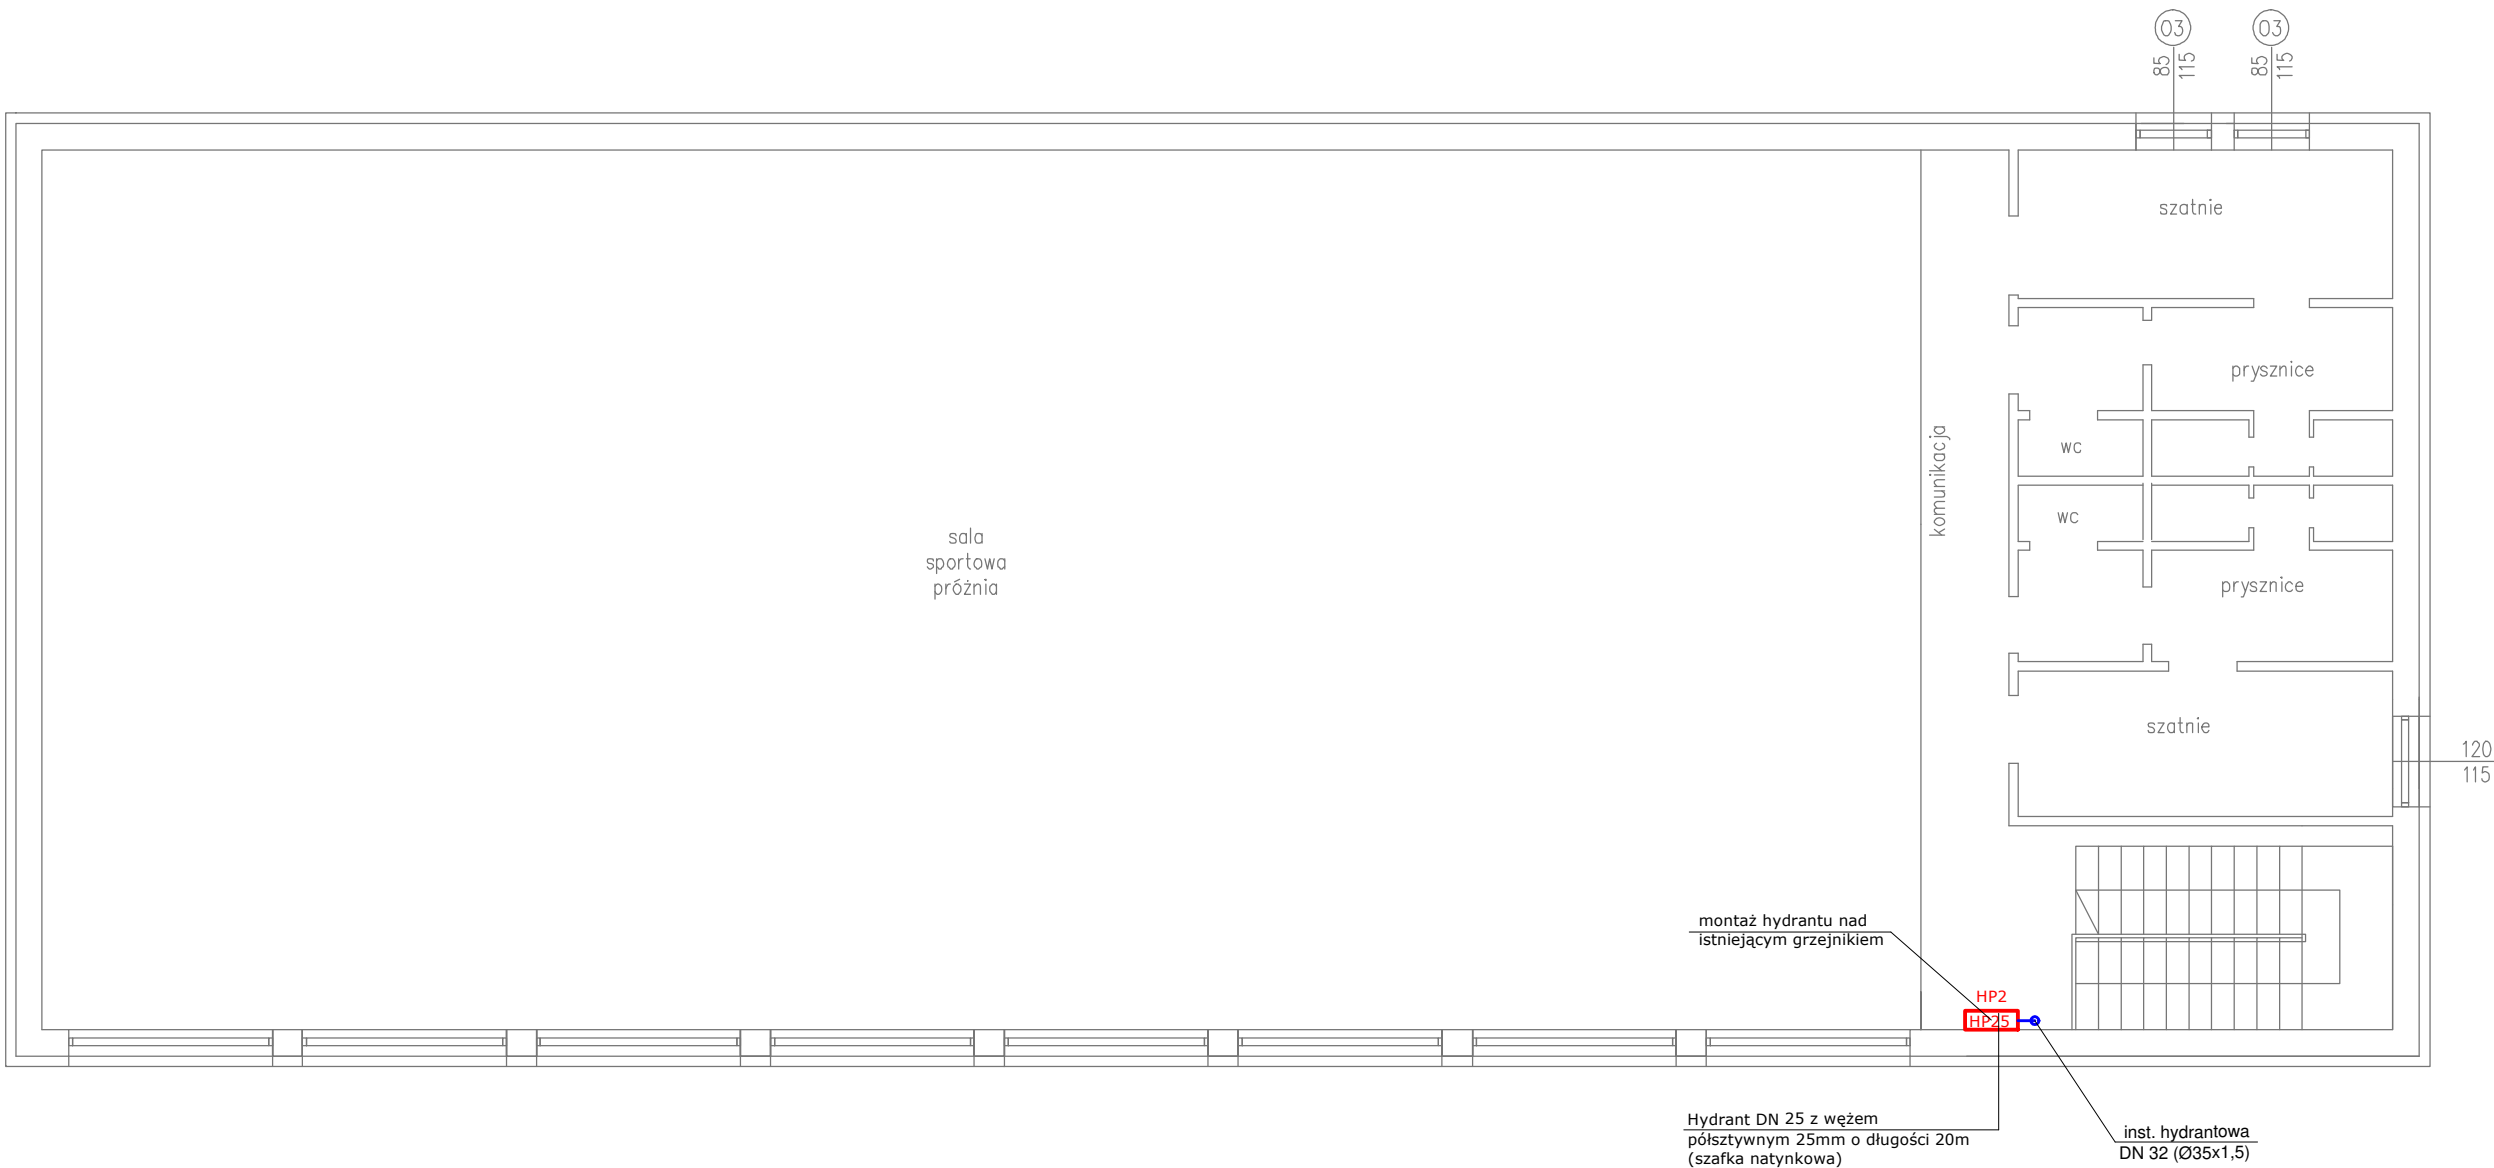 03
03
85
115
85
115
szatnie
prysznice
wc
komunikacja
wc
sala
sportowa
próżnia
prysznice
szatnie
120
115
montaż hydrantu nad
istniejącym grzejnikiem
HP2
HP25
Hydrant DN 25 z wężem
półsztywnym 25mm o długości 20m
(szafka natynkowa)
inst. hydrantowa
DN 32 (Ø35x1,5)